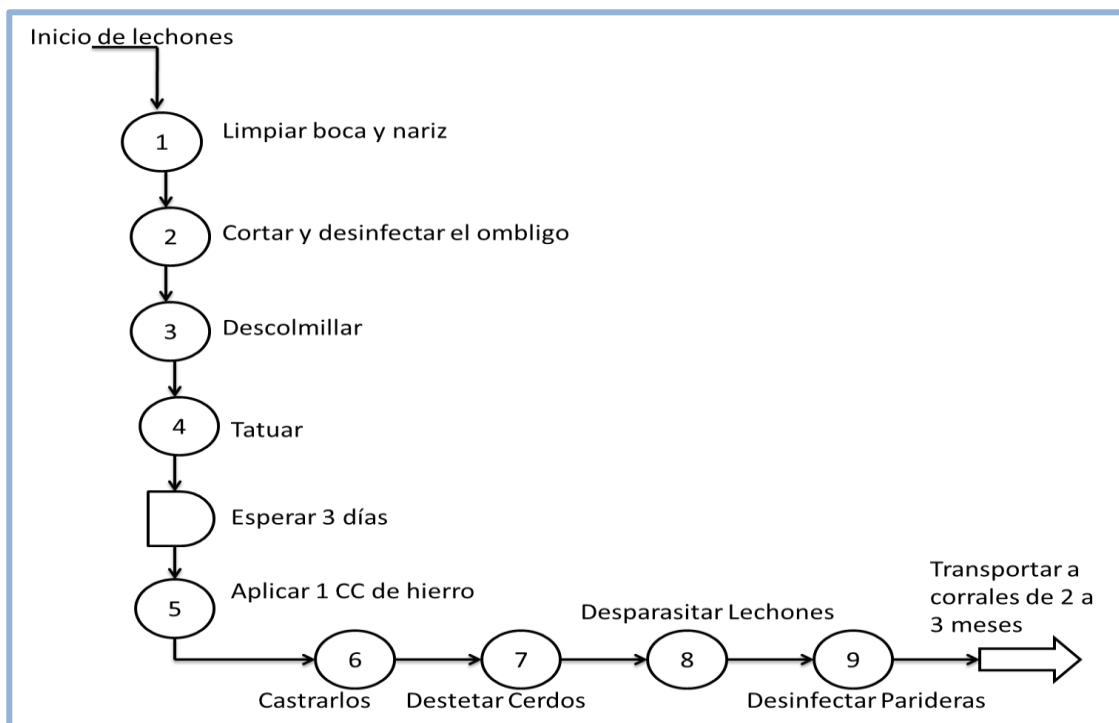 Inicio de lechones
1
Limpiar boca y nariz
2
Cortar y desinfectar el ombligo
3
Descolmillar
4
Tatuar
Esperar 3 días
5
Aplicar 1 CC de hierro
6
Castrarlos
7
Destetar Cerdos
8
Desparasitar Lechones
9
Desinfectar Parideras
Transportar a
corrales de 2 a
3 meses